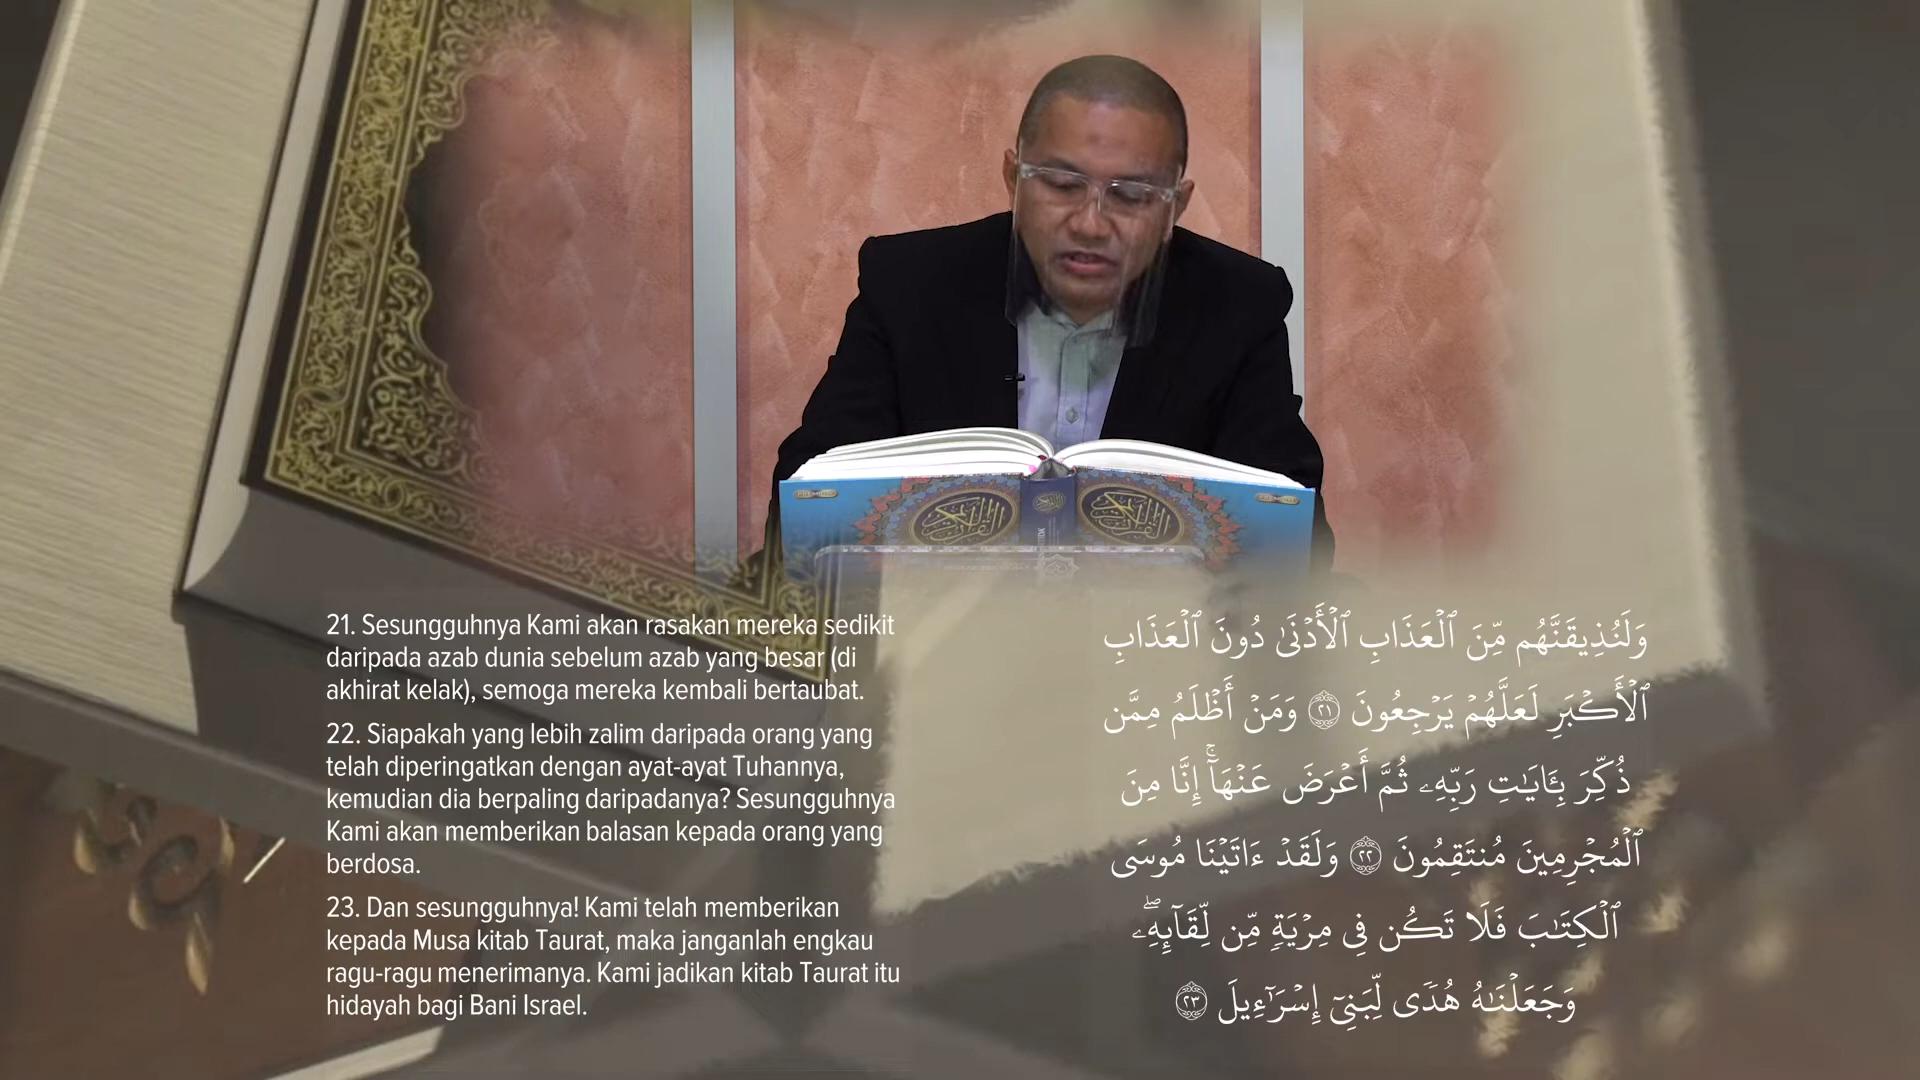 القرآن الكريم
القرآن الكريم
21. Sesungguhnya Kami akan rasakan mereka sedikit
daripada azab dunia sebelum azab yang besar (di
akhirat kelak), semoga mereka kembali bertaubat.
22. Siapakah yang lebih zalim daripada orang yang
telah diperingatkan dengan ayat-ayat Tuhannya,
kemudian dia berpaling daripadanya? Sesungguhnya
Kami akan memberikan balasan kepada orang yang
berdosa.
23. Dan sesungguhnya! Kami telah memberikan
kepada Musa kitab Taurat, maka janganlah engkau
ragu-ragu menerimanya. Kami jadikan kitab Taurat itu
hidayah bagi Bani Israel.
وَلَنُذِيقَنَّهُم مِّنَ ٱلْعَذَابِ ٱلْأَدْنَىٰ دُونَ ٱلْعَذَابِ
ٱلْأَكْبَرِ لَعَلَّهُمْ يَرْجِعُونَ ٢١ وَمَنْ أَظْلَمُ مِمَّن
ذُكِّرَ بِـَٔايَـٰتِ رَبِّهِۦ ثُمَّ أَعْرَضَ عَنْهَآ ۚ إِنَّا مِنَ
ٱلْمُجْرِمِينَ مُنتَقِمُونَ ٢٢ وَلَقَدْ ءَاتَيْنَا مُوسَى
ٱلْكِتَـٰبَ فَلَا تَكُن فِى مِرْيَةٍ مِّن لِّقَآئِهِۦ ۖ
وَجَعَلْنَـٰهُ هُدًى لِّبَنِىٓ إِسْرَٰٓءِيلَ ٢٣